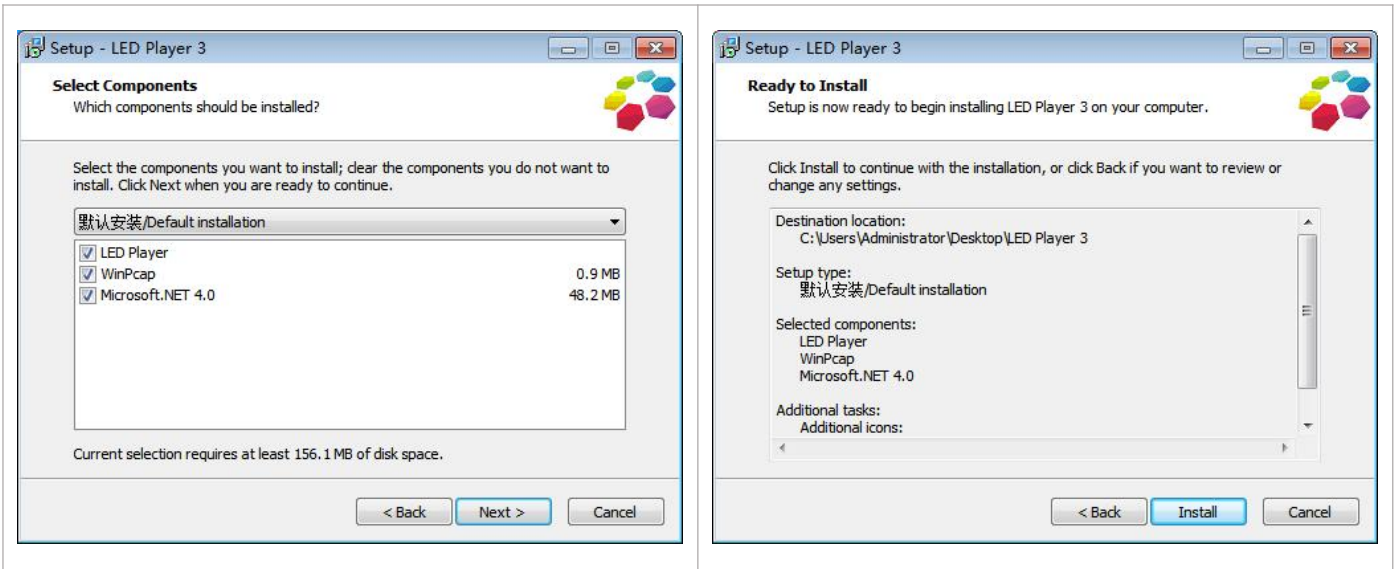 Setup - LED Player 3
Select Components
Which components should be installed?
Select the components you want to install; clear the components you do not want to
install. Click Next when you are ready to continue.
默认安装/Default installation
LED Player
WinPcap 0.9 MB
Microsoft.NET 4.0 48.2 MB
Current selection requires at least 156.1 MB of disk space.
< Back Next > Cancel
Setup - LED Player 3
Ready to Install
Setup is now ready to begin installing LED Player 3 on your computer.
Click Install to continue with the installation, or click Back if you want to review or
change any settings.
Destination location:
C:\Users\Administrator\Desktop\LED Player 3
Setup type:
默认安装/Default installation
Selected components:
LED Player
WinPcap
Microsoft.NET 4.0
Additional tasks:
Additional icons:
< Back Install Cancel